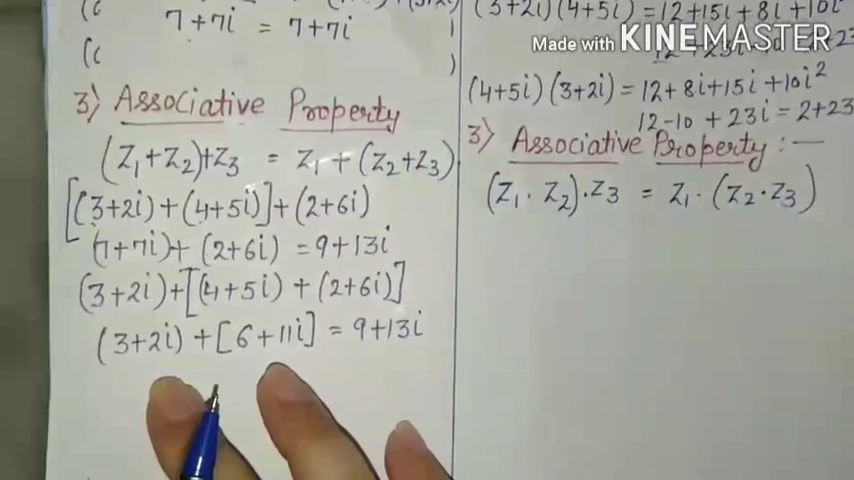 7+7i = 7+7i
3) Associative Property
(Z₁+Z₂)+Z₃ = Z₁+(Z₂+Z₃)
[(3+2i)+(4+5i)]+(2+6i)
(7+7i)+(2+6i) = 9+13i
(3+2i)+[(4+5i)+(2+6i)]
(3+2i)+[6+11i] = 9+13i
(3+2i)(4+5i)=12+15i+8i+10i²
Made with KINEMASTER
(4+5i)(3+2i)=12+8i+15i+10i²
12-10+23i=2+23
3) Associative Property:—
(Z₁·Z₂)·Z₃ = Z₁·(Z₂·Z₃)